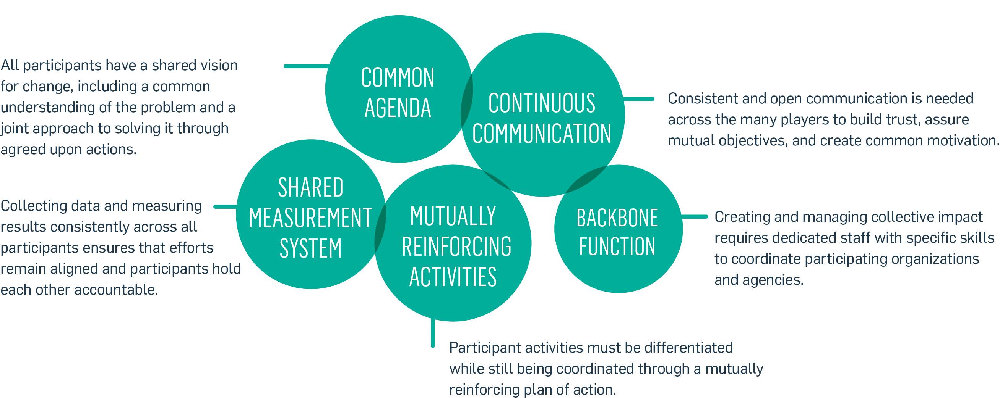 All participants have a shared vision
for change, including a common
understanding of the problem and a
joint approach to solving it through
agreed upon actions.
COMMON
AGENDA
CONTINUOUS
COMMUNICATION
Consistent and open communication is needed
across the many players to build trust, assure
mutual objectives, and create common motivation.
Collecting data and measuring
results consistently across all
participants ensures that efforts
remain aligned and participants hold
each other accountable.
SHARED
MEASUREMENT
SYSTEM
MUTUALLY
REINFORCING
ACTIVITIES
BACKBONE
FUNCTION
Creating and managing collective impact
requires dedicated staff with specific skills
to coordinate participating organizations
and agencies.
Participant activities must be differentiated
while still being coordinated through a mutually
reinforcing plan of action.